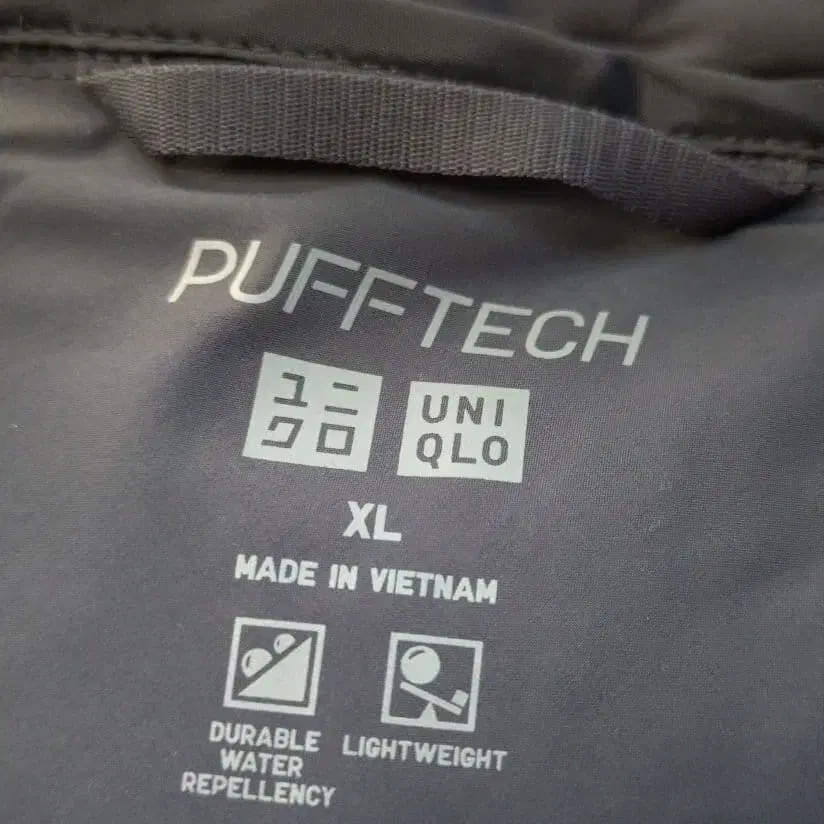 PUFFTECH
ユニ
クロ
UNI
QLO
XL
MADE IN VIETNAM
DURABLE
WATER
REPELLENCY
LIGHTWEIGHT